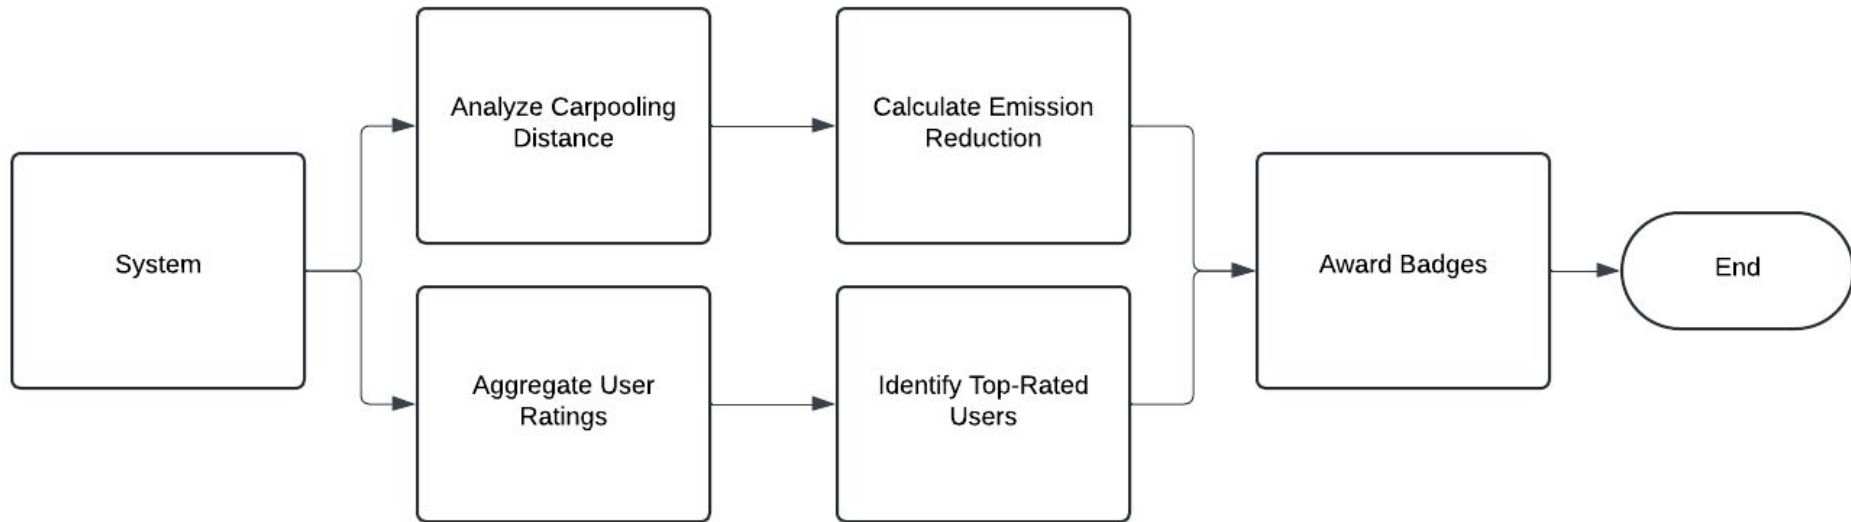 System
Analyze Carpooling
Distance
Calculate Emission
Reduction
Aggregate User
Ratings
Identify Top-Rated
Users
Award Badges
End